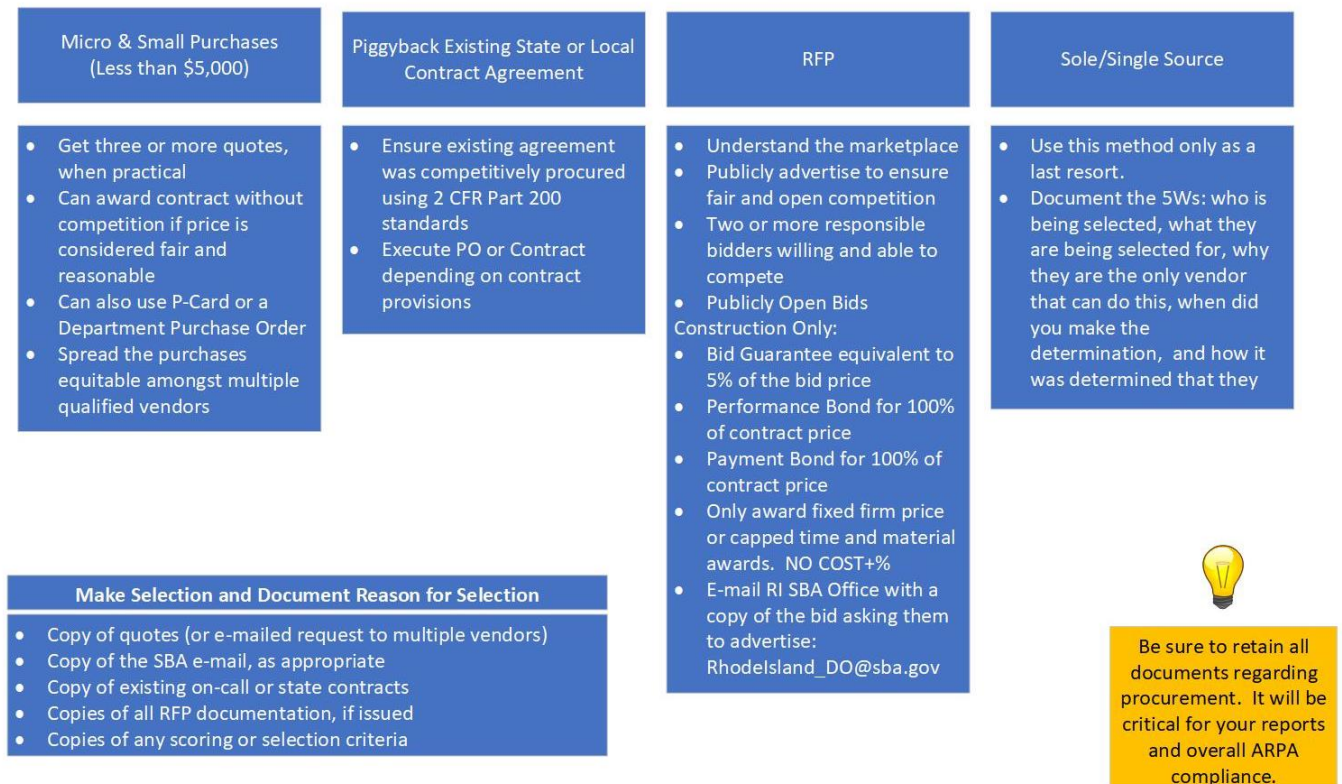 Micro & Small Purchases
(Less than $5,000)
Piggyback Existing State or Local
Contract Agreement
RFP
Sole/Single Source
• Get three or more quotes,
when practical
• Can award contract without
competition if price is
considered fair and
reasonable
• Can also use P-Card or a
Department Purchase Order
• Spread the purchases
equitable amongst multiple
qualified vendors
• Ensure existing agreement
was competitively procured
using 2 CFR Part 200
standards
• Execute PO or Contract
depending on contract
provisions
• Understand the marketplace
• Publicly advertise to ensure
fair and open competition
• Two or more responsible
bidders willing and able to
compete
• Publicly Open Bids
Construction Only:
• Bid Guarantee equivalent to
5% of the bid price
• Performance Bond for 100%
of contract price
• Payment Bond for 100% of
contract price
• Only award fixed firm price
or capped time and material
awards.  NO COST+%
• E-mail RI SBA Office with a
copy of the bid asking them
to advertise:
RhodeIsland_DO@sba.gov
• Use this method only as a
last resort.
• Document the 5Ws: who is
being selected, what they
are being selected for, why
they are the only vendor
that can do this, when did
you make the
determination,  and how it
was determined that they
Make Selection and Document Reason for Selection
• Copy of quotes (or e-mailed request to multiple vendors)
• Copy of the SBA e-mail, as appropriate
• Copy of existing on-call or state contracts
• Copies of all RFP documentation, if issued
• Copies of any scoring or selection criteria
Be sure to retain all
documents regarding
procurement.  It will be
critical for your reports
and overall ARPA
compliance.